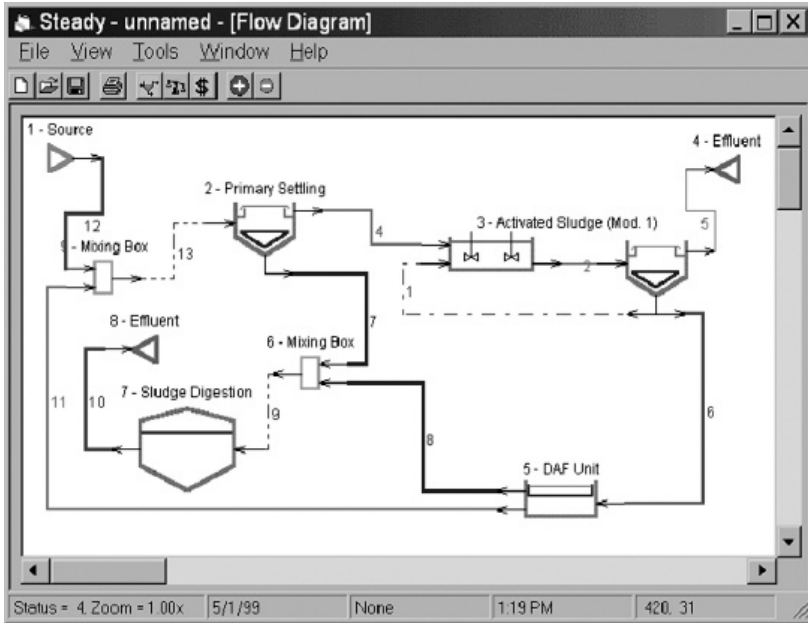 Steady - unnamed - [Flow Diagram]
File View Tools Window Help
1 - Source
4 - Effluent
2 - Primary Settling
12
4
3 - Activated Sludge (Mod. 1)
5
- Mixing Box
13
2
1
7
8 - Effluent
6 - Mixing Box
7 - Sludge Digestion
11
10
9
8
6
5 - DAF Unit
Status = 4, Zoom = 1.00x 5/1/99 None 1:19 PM 420, 31